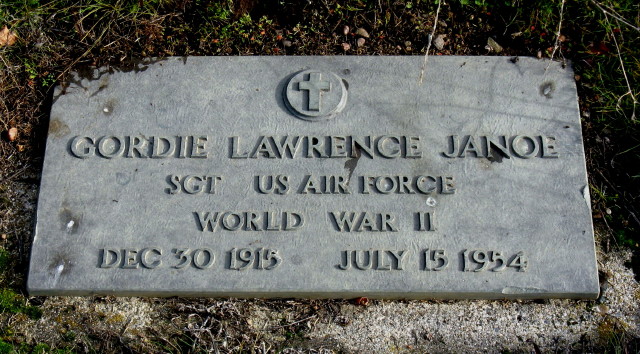 GORDIE LAWRENCE JANOE
SGT US AIR FORCE
WORLD WAR II
DEC 30 1915 JULY 15 1954